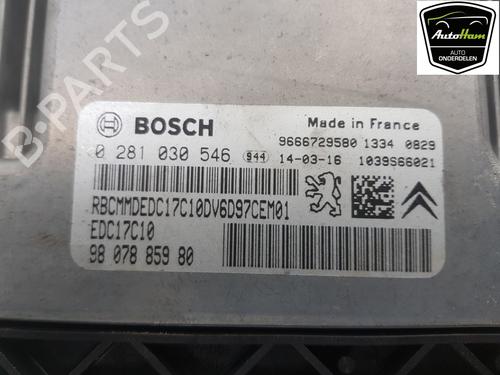 AutoHam
AUTO
ONDERDELEN
B-PARTS
BOSCH
Made in France
9666729580 1334 0829
0 281 030 546 944 14-03-16 1039S66021
RBCMMDEDC17C10DV6D97CEM01
EDC17C10
98 078 859 80